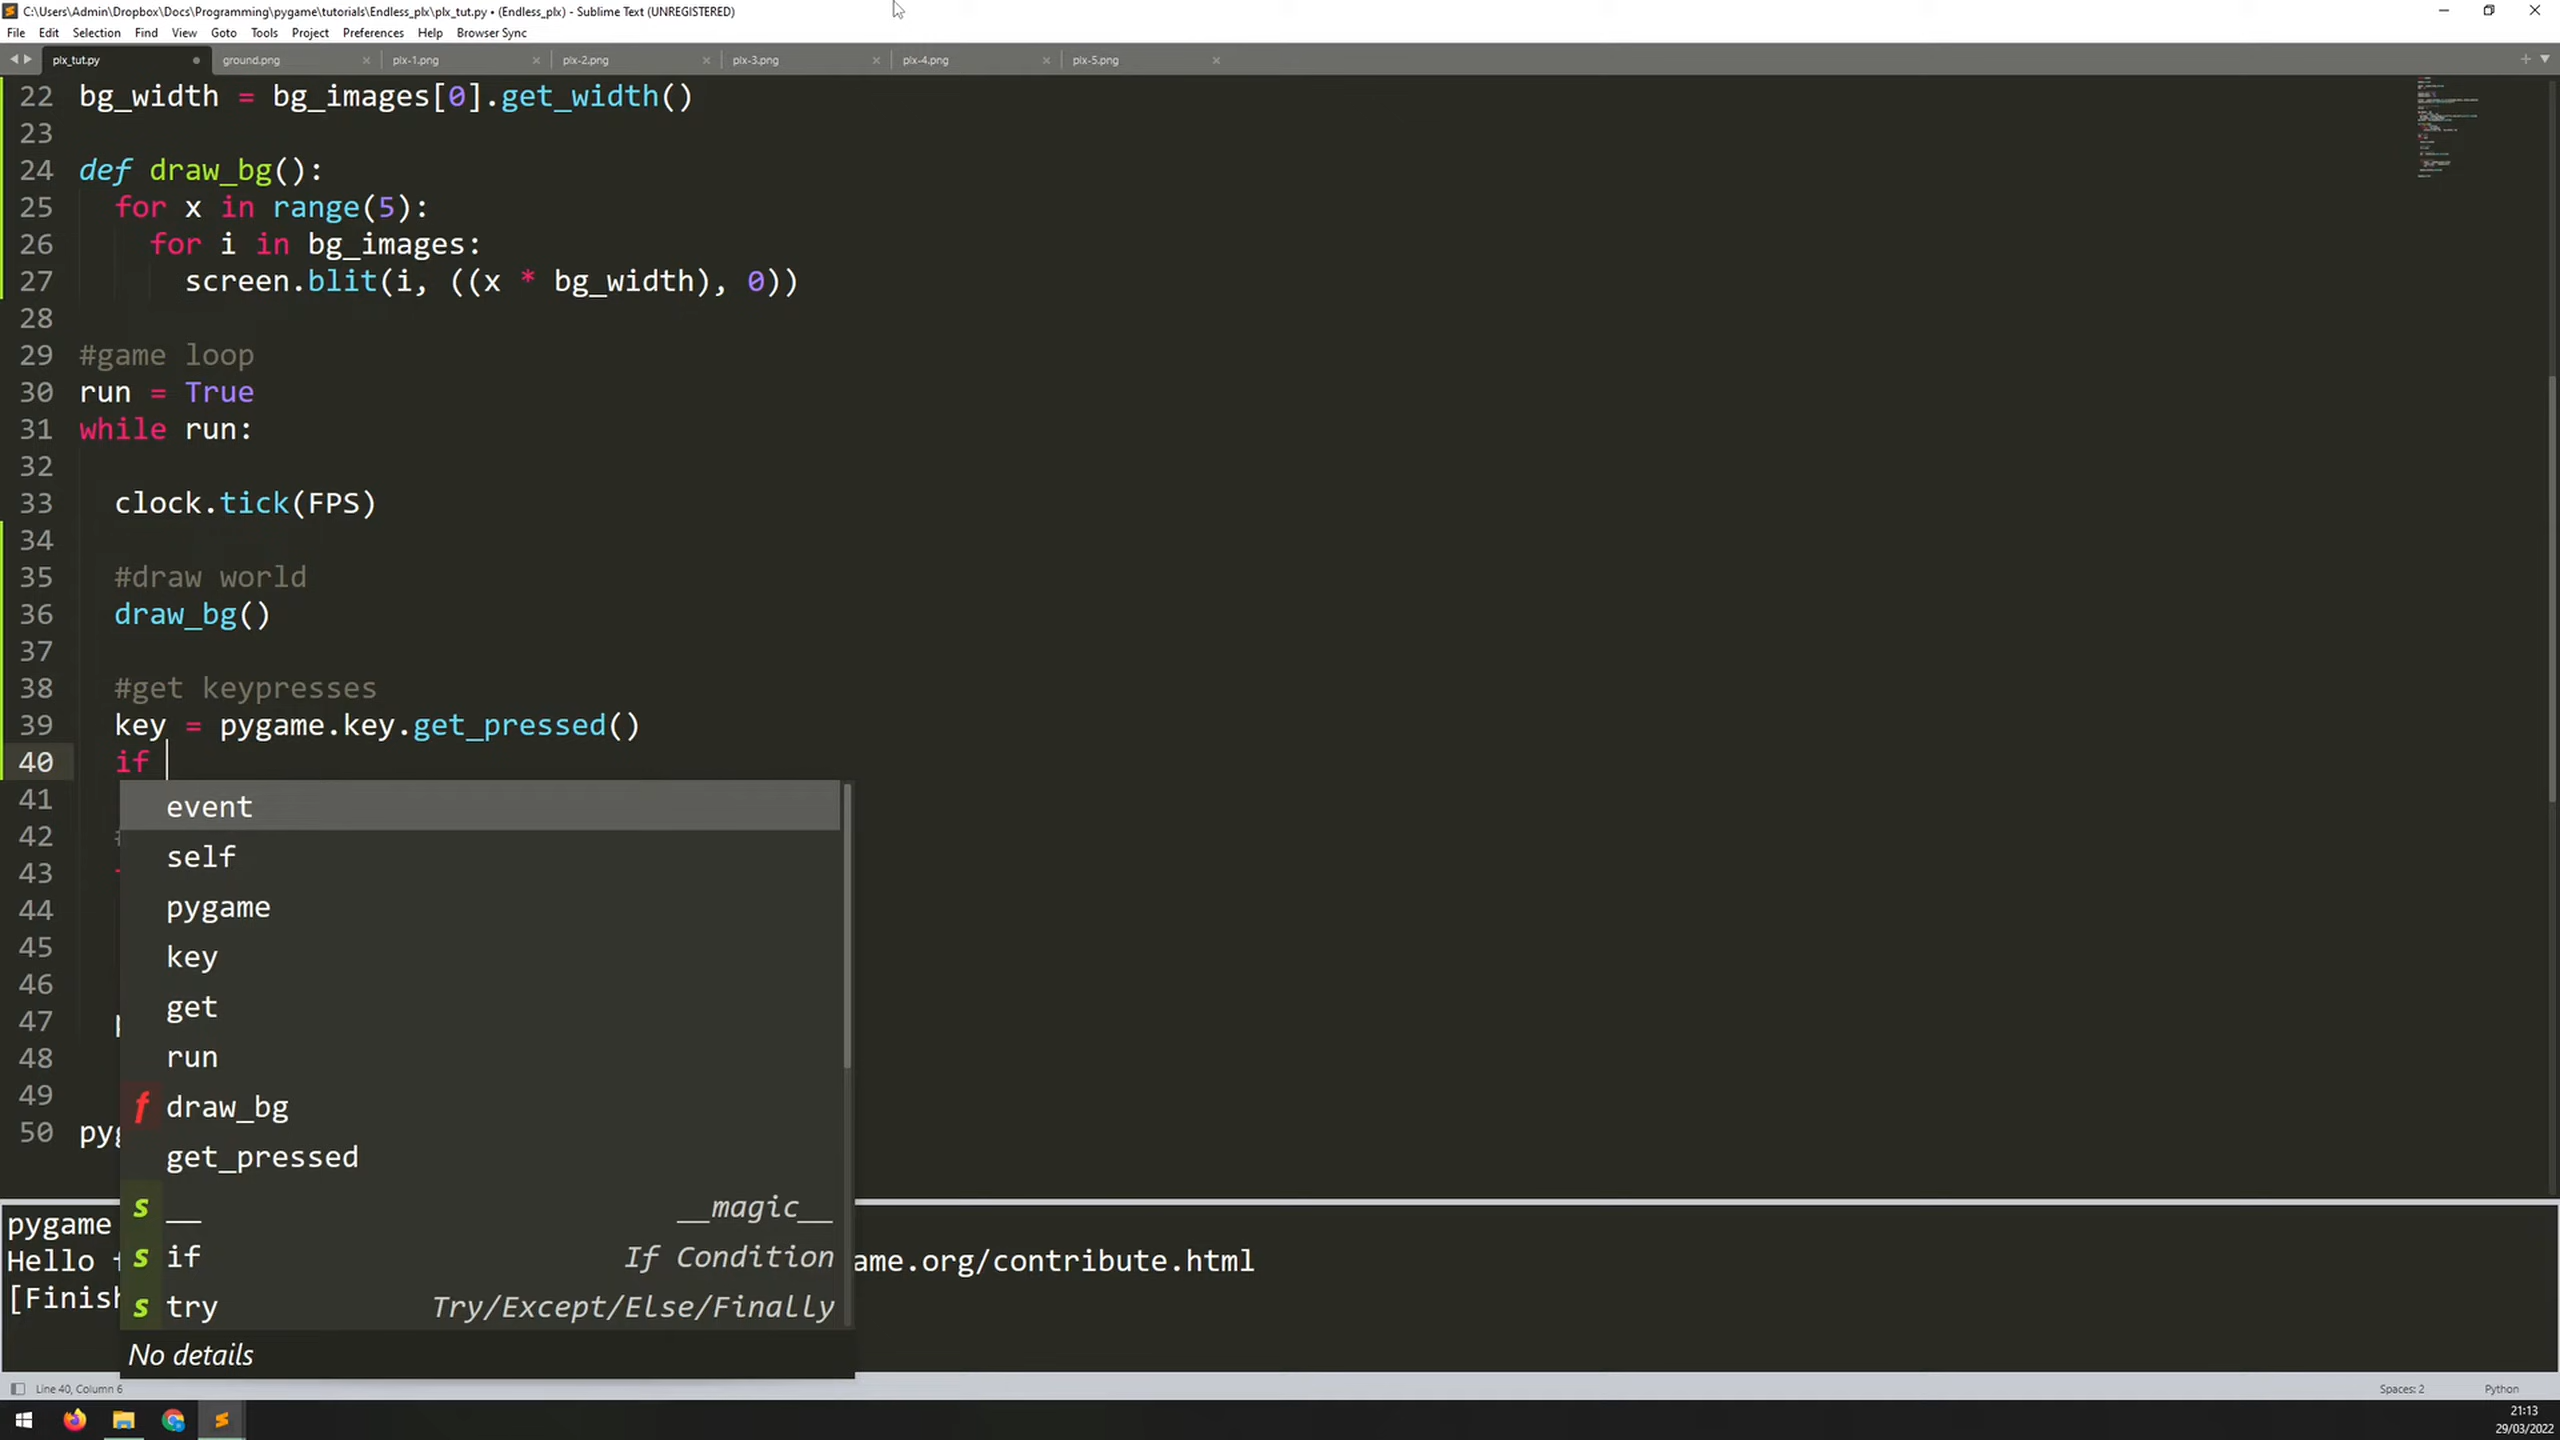 C:\Users\Admin\Dropbox\Docs\Programming\pygame\tutorials\Endless_plx\plx_tut.py • (Endless_plx) - Sublime Text (UNREGISTERED)
File Edit Selection Find View Goto Tools Project Preferences Help Browser Sync
plx_tut.py ground.png plx-1.png plx-2.png plx-3.png plx-4.png plx-5.png
22 bg_width = bg_images[0].get_width()
23
24 def draw_bg():
25 for x in range(5):
26 for i in bg_images:
27 screen.blit(i, ((x * bg_width), 0))
28
29 #game loop
30 run = True
31 while run:
32
33 clock.tick(FPS)
34
35 #draw world
36 draw_bg()
37
38 #get keypresses
39 key = pygame.key.get_pressed()
40 if
41
42
43
44
45
46
47
48
49
50 pyg
event
self
pygame
key
get
run
f draw_bg
get_pressed
s __ __magic__
s if If Condition
s try Try/Except/Else/Finally
No details
pygame
Hello ame.org/contribute.html
[Finish
Line 40, Column 6 Spaces: 2 Python
21:13
29/03/2022